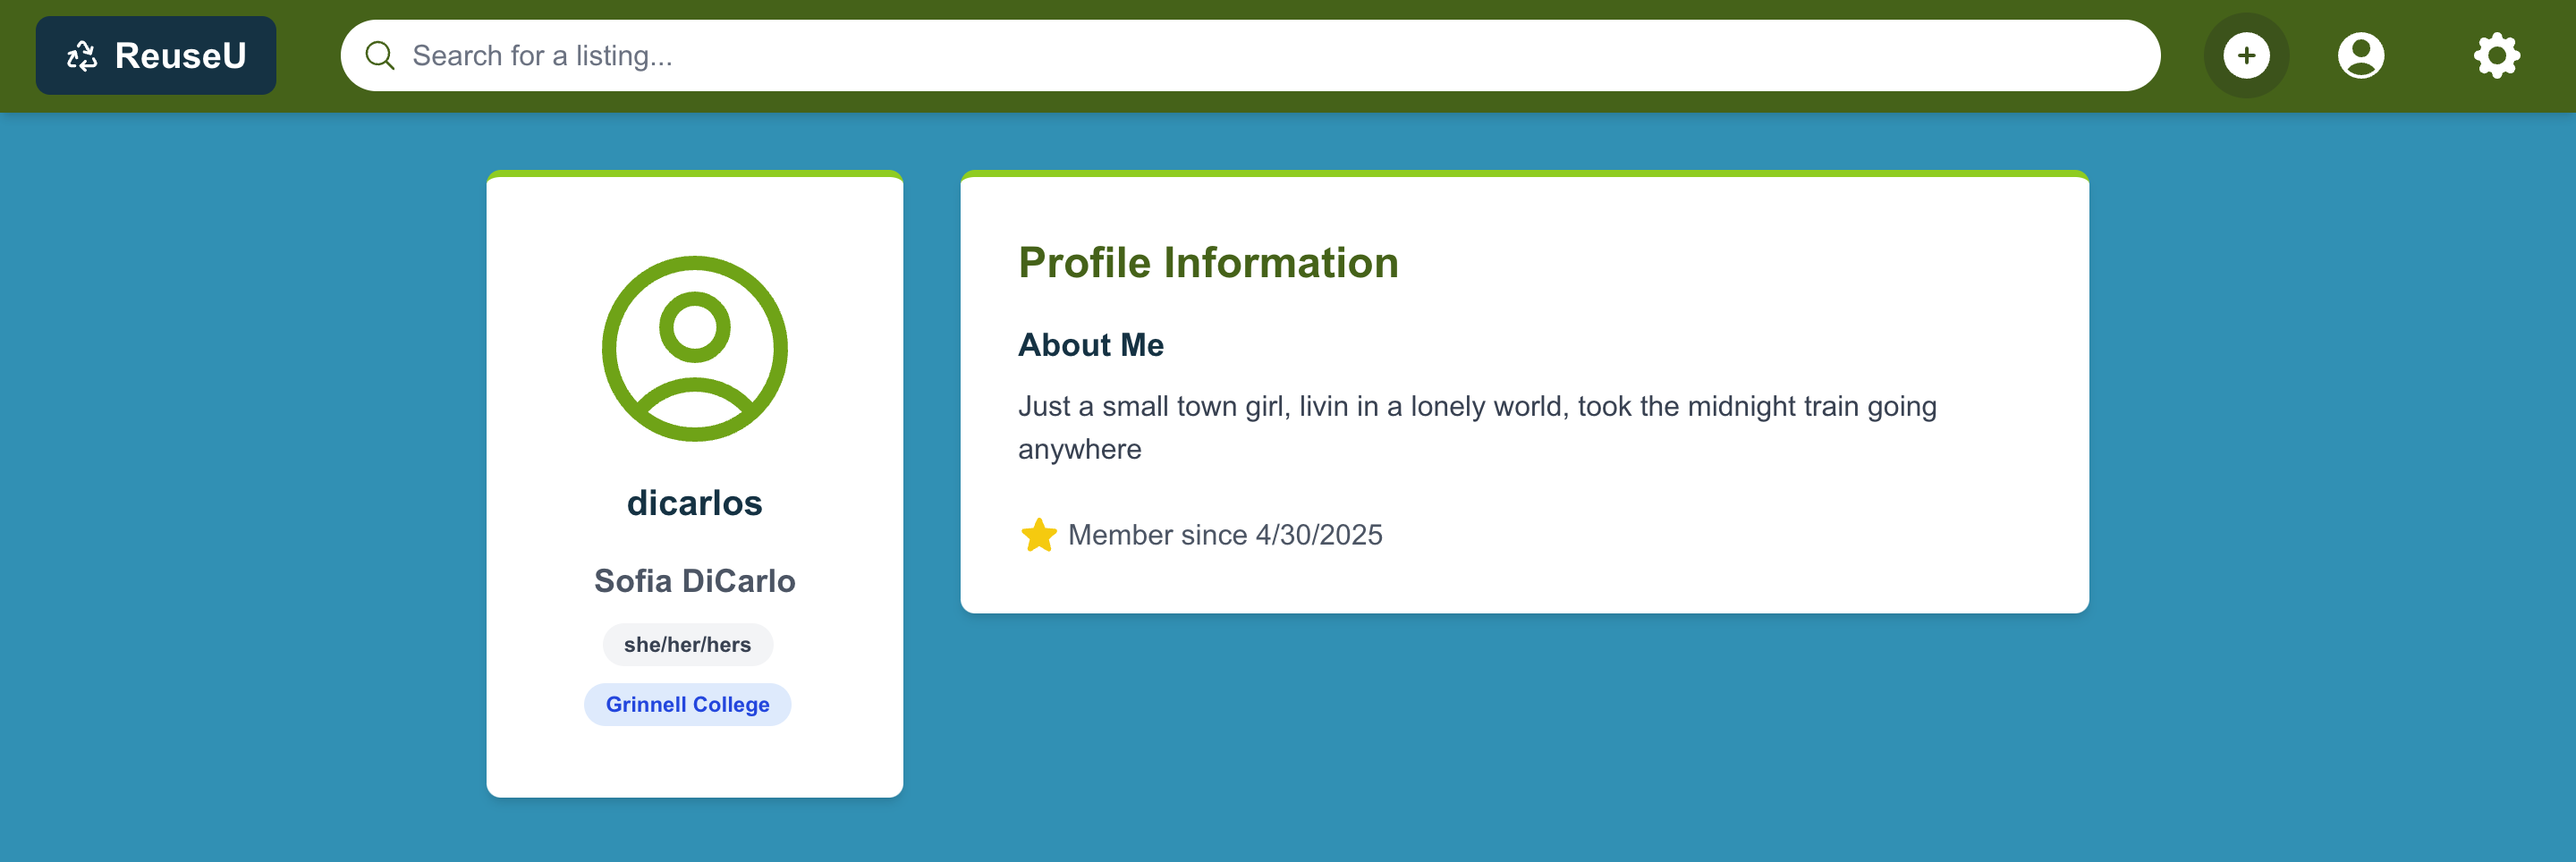 ReuseU
Search for a listing...
dicarlos
Sofia DiCarlo
she/her/hers
Grinnell College
Profile Information
About Me
Just a small town girl, livin in a lonely world, took the midnight train going
anywhere
Member since 4/30/2025